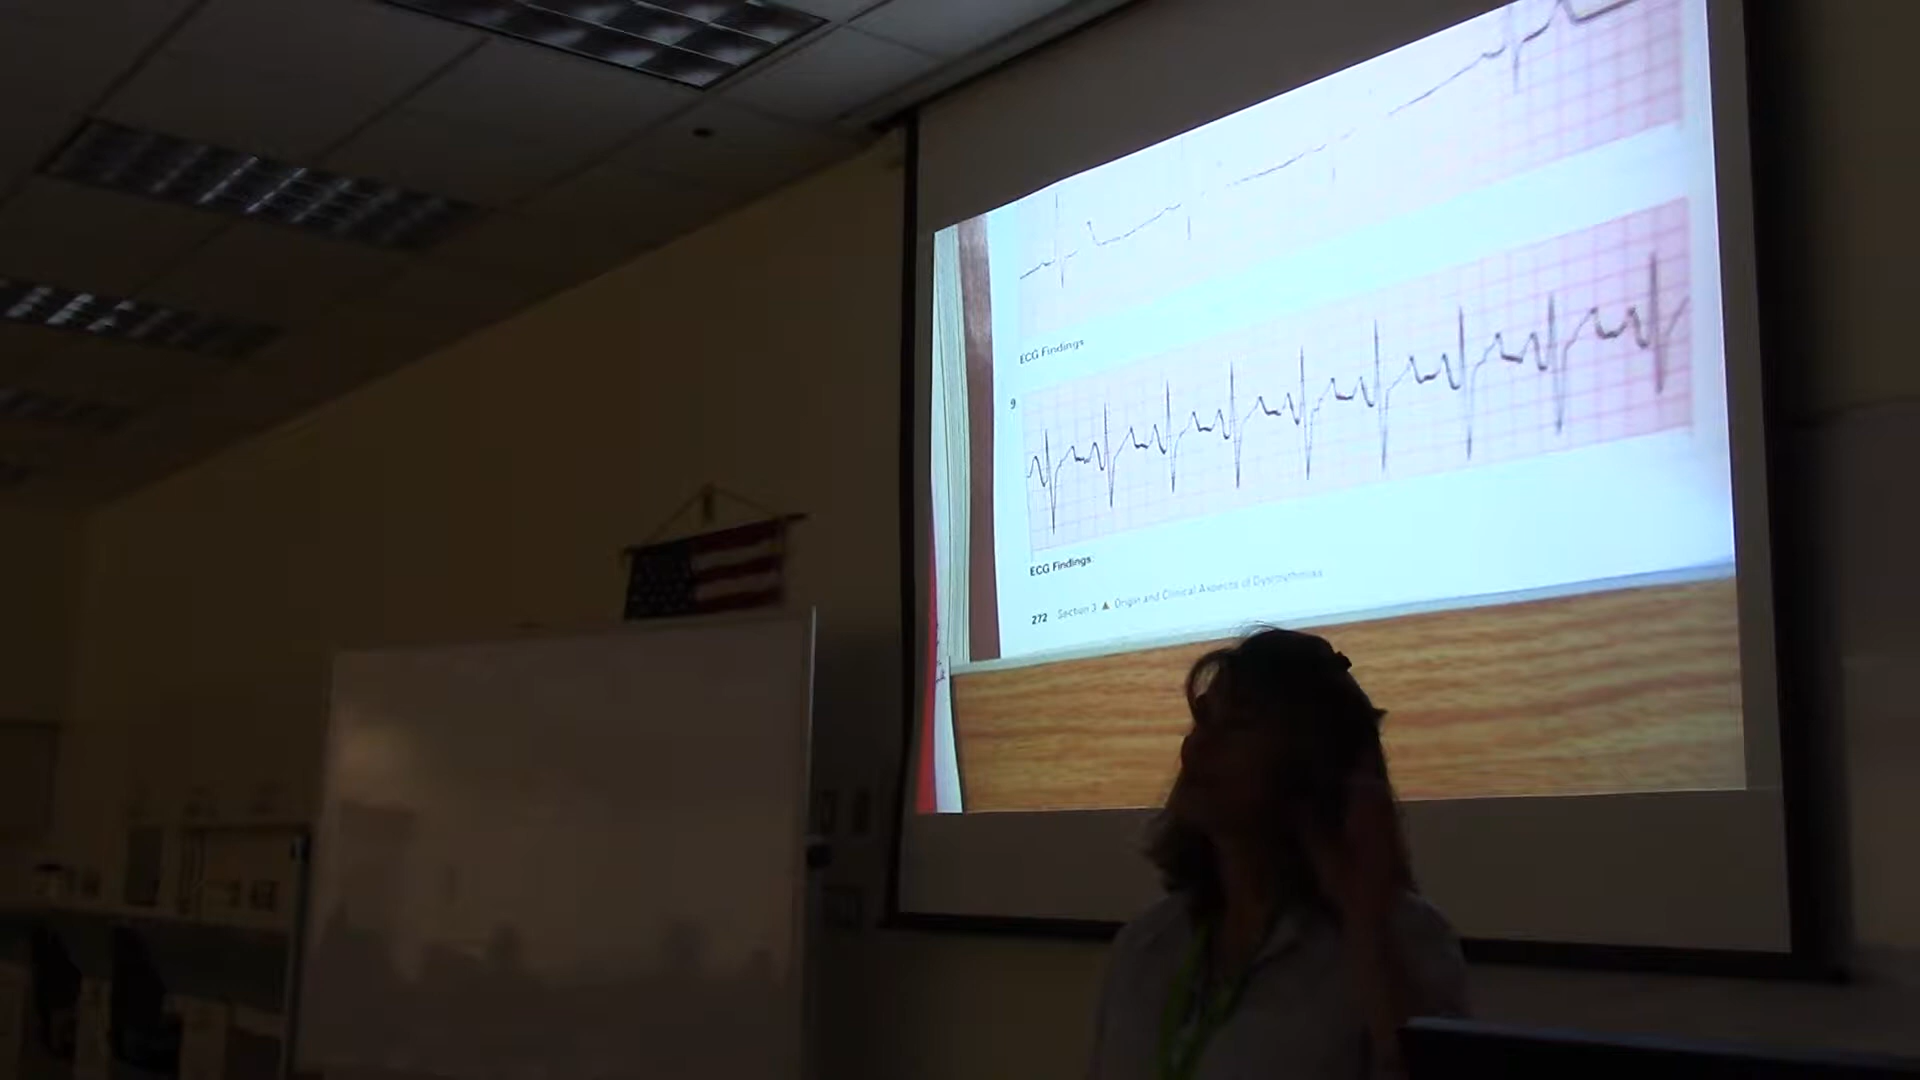 ECG Findings
9
ECG Findings:
272 Section 3 ▲ Origin and Clinical Aspects of Dysrhythmias